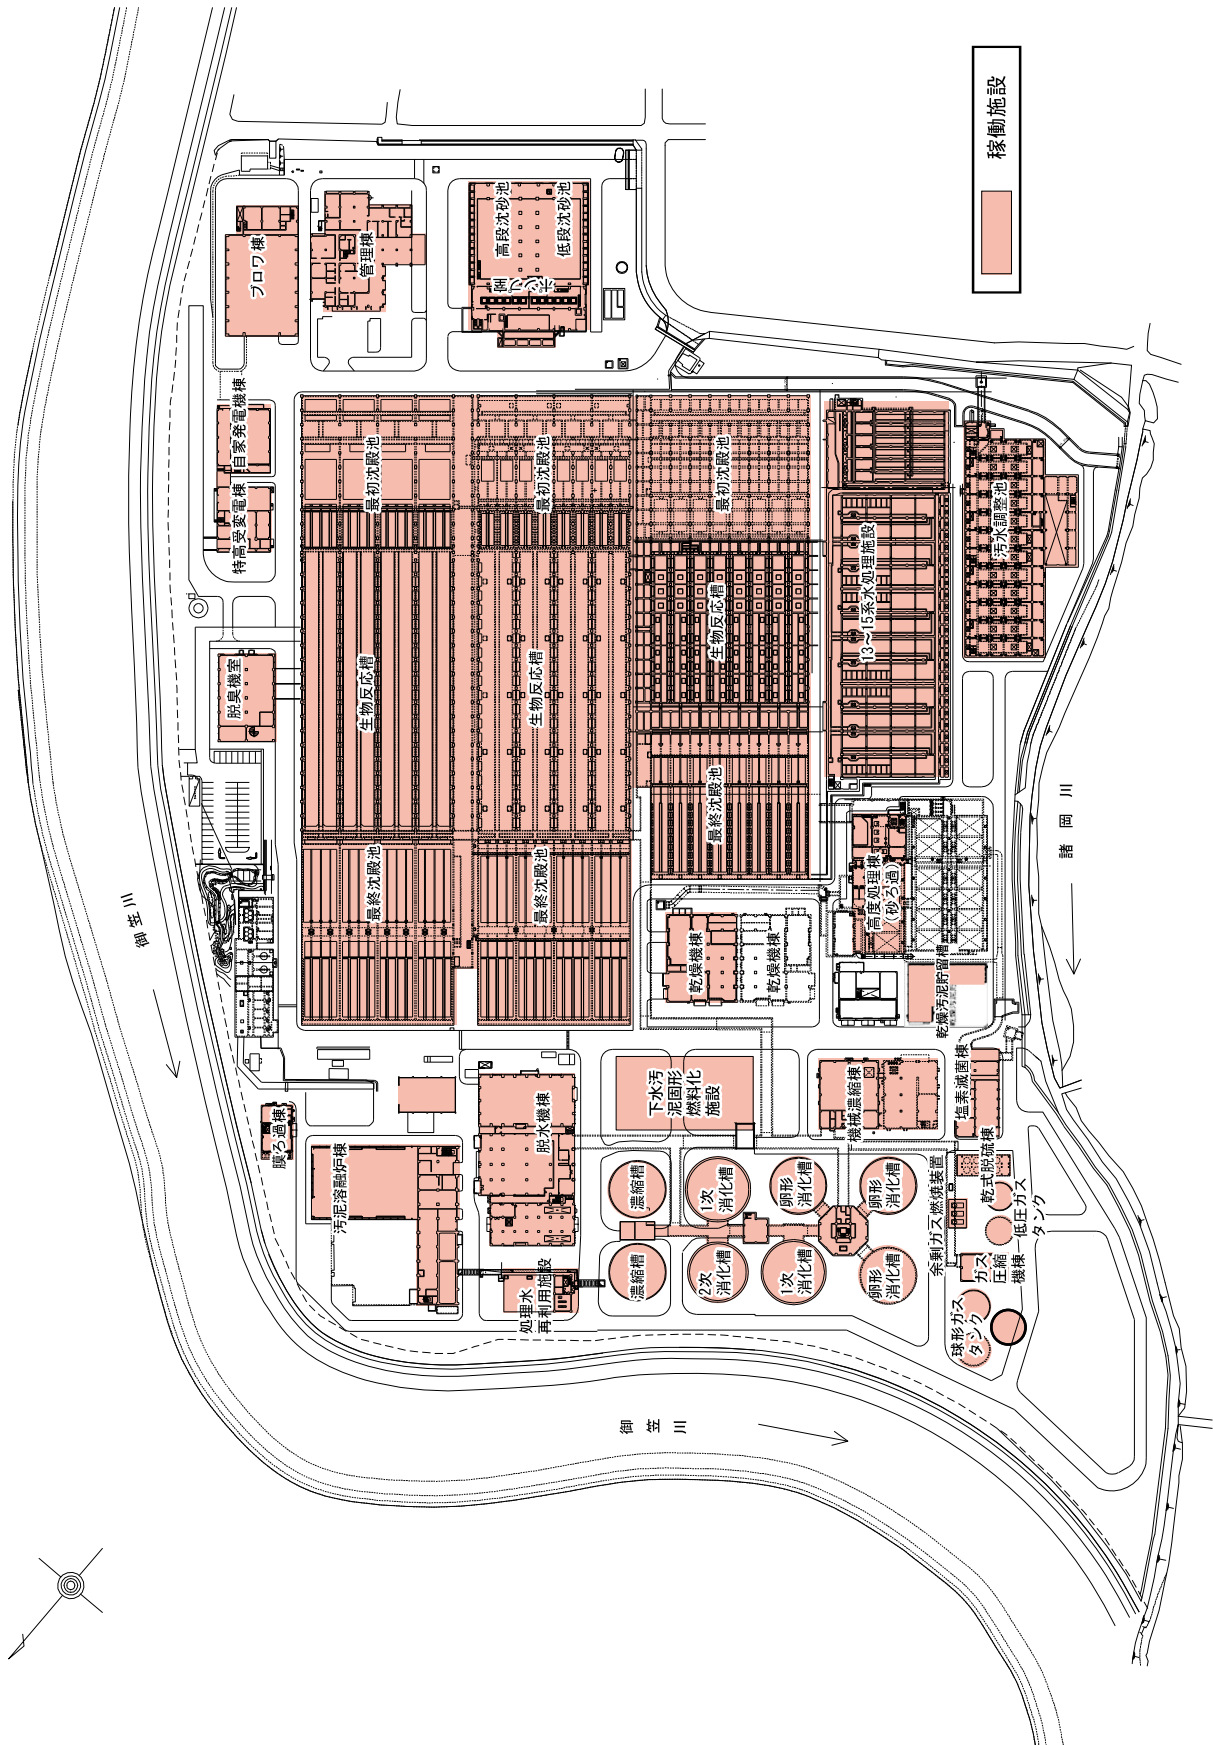 稼働施設
ブロワ棟
管理棟
高段沈砂池
低段沈砂池
自家発電機棟
特高受変電棟
脱臭機室
最初沈殿池
最初沈殿池
最初沈殿池
生物反応槽
生物反応槽
生物反応槽
最終沈殿池
最終沈殿池
最終沈殿池
13~15系水処理施設
汚水調整池
高度処理棟
(砂ろ過)
乾燥機棟
乾燥機棟
乾燥汚泥貯留槽
御笠川
諸岡川
膜ろ過棟
汚泥溶融炉棟
脱水機棟
処理水
再利用施設
下水汚
泥固形
燃料化
施設
機械濃縮棟
塩素滅菌棟
濃縮槽
濃縮槽
1次
消化槽
2次
消化槽
1次
消化槽
卵形
消化槽
卵形
消化槽
卵形
消化槽
余剰ガス燃焼装置
乾式脱硫棟
低圧ガス
タンク
ガス
圧縮
機棟
球形ガス
タンク
御笠川